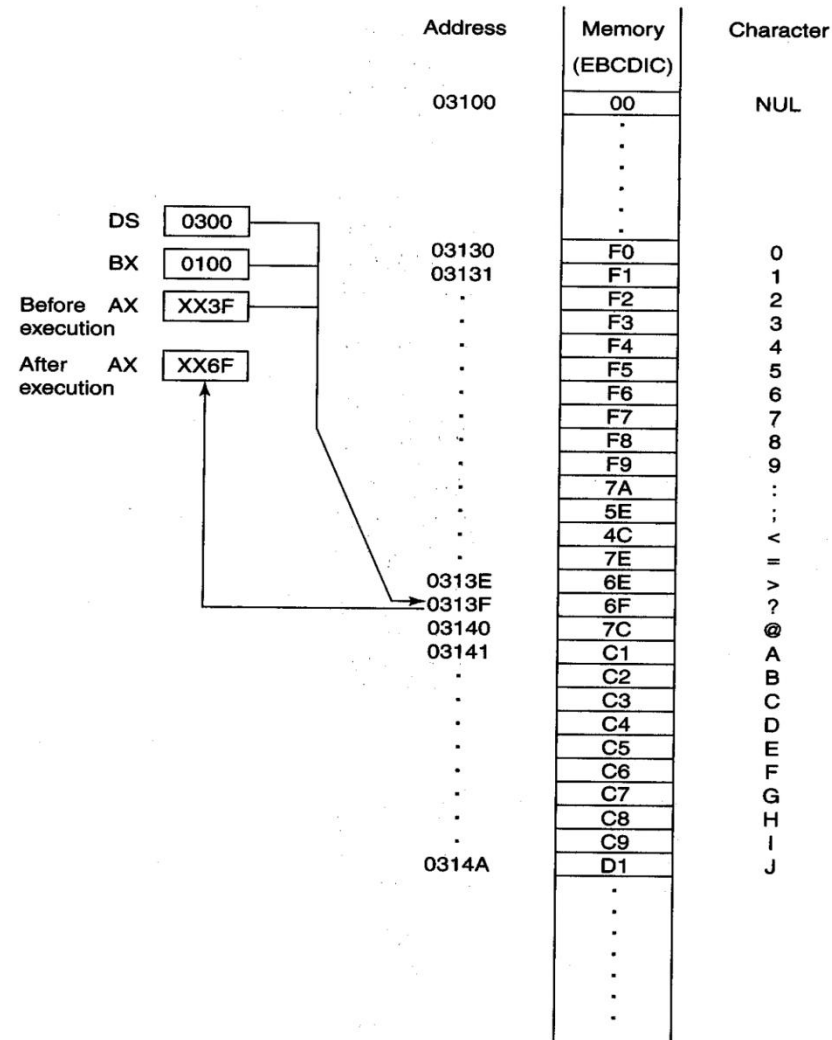 Address Memory Character
(EBCDIC)
03100 00 NUL
DS 0300
03130 F0 0
BX 0100
03131 F1 1
Before AX XX3F
execution
F2 2
F3 3
F4 4
After AX XX6F
execution
F5 5
F6 6
F7 7
F8 8
F9 9
7A :
5E ;
4C <
7E =
0313E 6E >
0313F 6F ?
03140 7C @
03141 C1 A
C2 B
C3 C
C4 D
C5 E
C6 F
C7 G
C8 H
C9 I
0314A D1 J